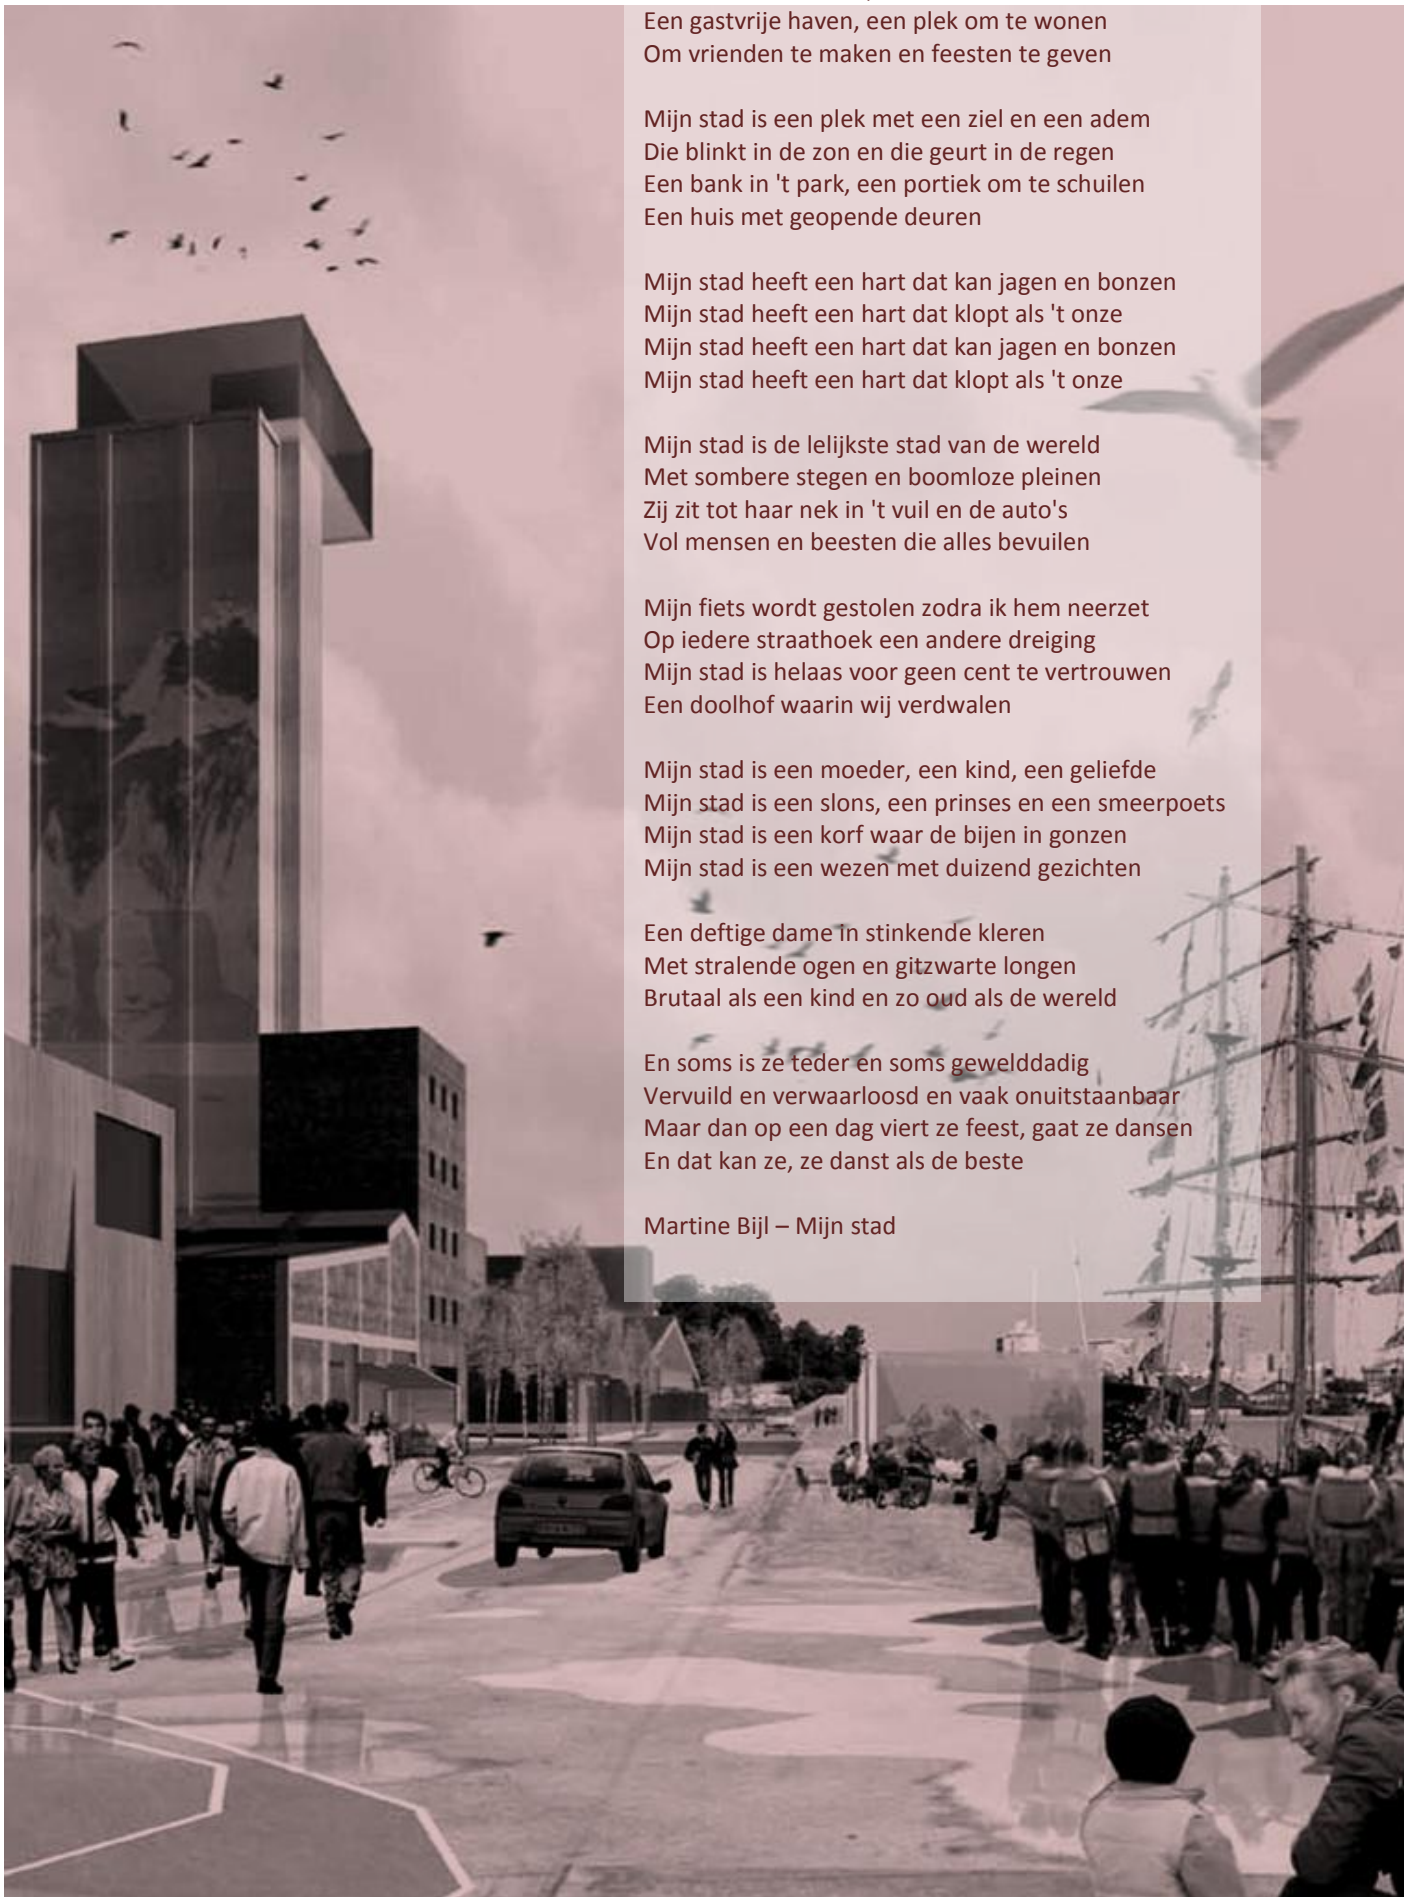 Een gastvrije haven, een plek om te wonen
Om vrienden te maken en feesten te geven
Mijn stad is een plek met een ziel en een adem
Die blinkt in de zon en die geurt in de regen
Een bank in 't park, een portiek om te schuilen
Een huis met geopende deuren
Mijn stad heeft een hart dat kan jagen en bonzen
Mijn stad heeft een hart dat klopt als 't onze
Mijn stad heeft een hart dat kan jagen en bonzen
Mijn stad heeft een hart dat klopt als 't onze
Mijn stad is de lelijkste stad van de wereld
Met sombere stegen en boomloze pleinen
Zij zit tot haar nek in 't vuil en de auto's
Vol mensen en beesten die alles bevuilen
Mijn fiets wordt gestolen zodra ik hem neerzet
Op iedere straathoek een andere dreiging
Mijn stad is helaas voor geen cent te vertrouwen
Een doolhof waarin wij verdwalen
Mijn stad is een moeder, een kind, een geliefde
Mijn stad is een slons, een prinses en een smeerpoets
Mijn stad is een korf waar de bijen in gonzen
Mijn stad is een wezen met duizend gezichten
Een deftige dame in stinkende kleren
Met stralende ogen en gitzwarte longen
Brutaal als een kind en zo oud als de wereld
En soms is ze teder en soms gewelddadig
Vervuild en verwaarloosd en vaak onuitstaanbaar
Maar dan op een dag viert ze feest, gaat ze dansen
En dat kan ze, ze danst als de beste
Martine Bijl – Mijn stad